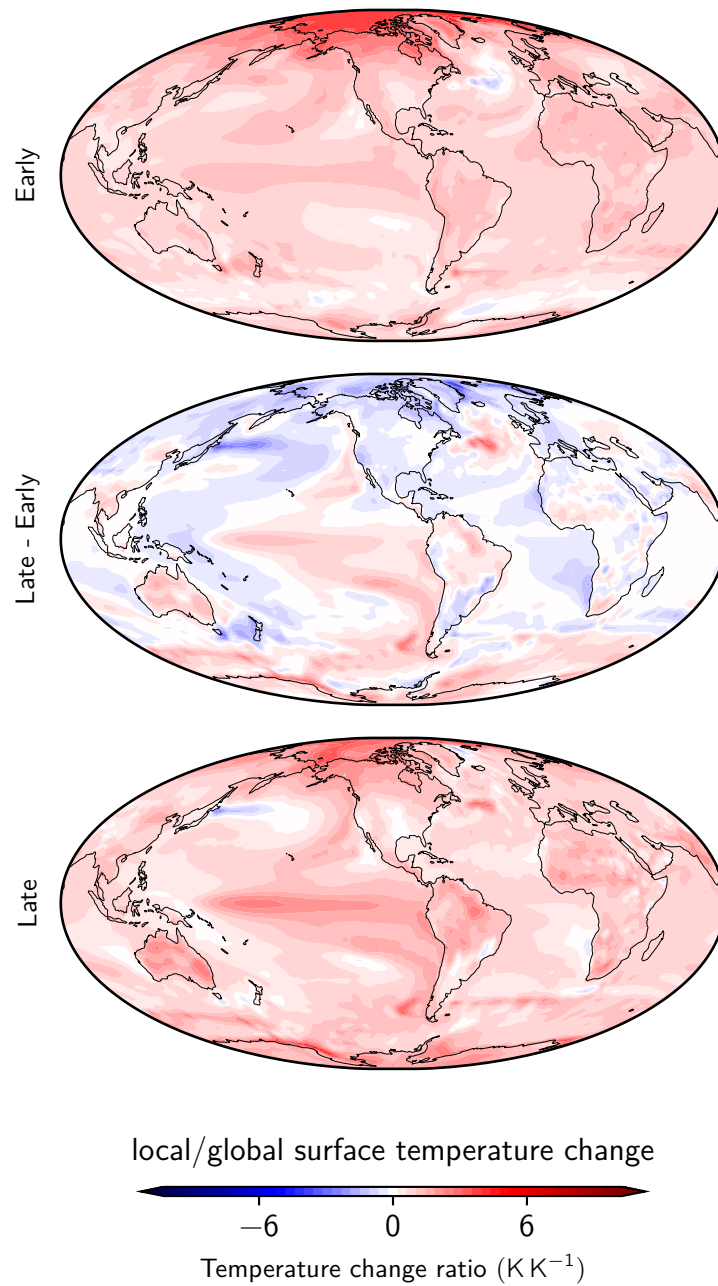 Early
Late - Early
Late
local/global surface temperature change
−6 0 6
Temperature change ratio (K K⁻¹)